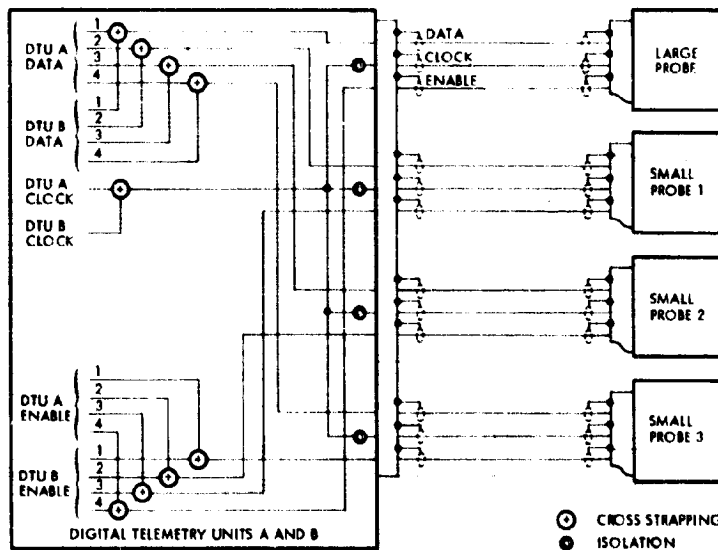 DTU A
DATA
1
2
3
4
DTU B
DATA
1
2
3
4
DTU A
CLOCK
DTU B
CLOCK
DTU A
ENABLE
1
2
3
4
DTU B
ENABLE
1
2
3
4
DIGITAL TELEMETRY UNITS A AND B
DATA
CLOCK
ENABLE
LARGE
PROBE
SMALL
PROBE 1
SMALL
PROBE 2
SMALL
PROBE 3
CROSS STRAPPING
ISOLATION